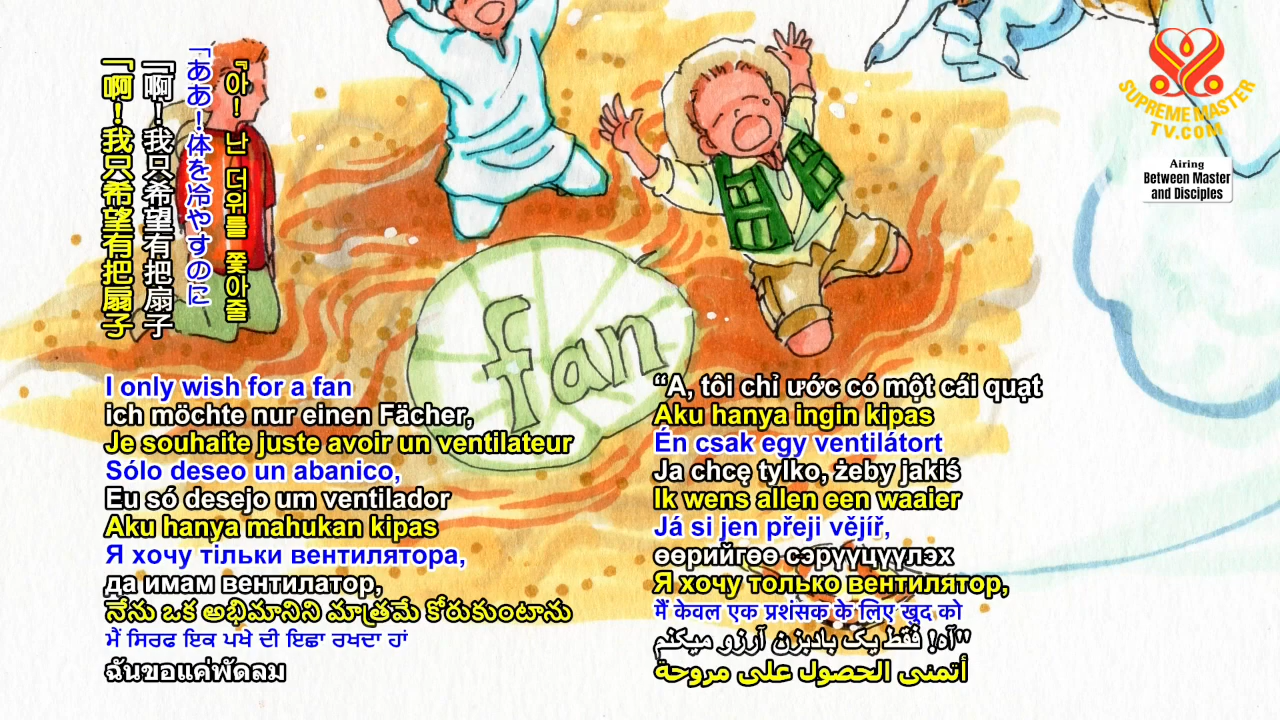 「啊！我只希望有把扇子
「啊！我只希望有把扇子
「ああ！体を冷やすのに
『아！ 난 더위를 쫓아줄
SUPREME MASTER
TV.COM
Airing
Between Master
and Disciples
fan
I only wish for a fan
ich möchte nur einen Fächer,
Je souhaite juste avoir un ventilateur
Sólo deseo un abanico,
Eu só desejo um ventilador
Aku hanya mahukan kipas
Я хочу тільки вентилятора,
да имам вентилатор,
నేను ఒక అభిమానిని మాత్రమే కోరుకుంటాను
ਮੈਂ ਸਿਰਫ ਇਕ ਪਖੇ ਦੀ ਇਛਾ ਰਖਦਾ ਹਾਂ
ฉันขอแค่พัดลม
“A, tôi chỉ ước có một cái quạt
Aku hanya ingin kipas
Én csak egy ventilátort
Ja chcę tylko, żeby jakiś
Ik wens allen een waaier
Já si jen přeji vějíř,
өөрийгөө сэрүүцүүлэх
Я хочу только вентилятор,
मैं केवल एक प्रशंसक के लिए खुद को
"آه! فقط یک بادبزن آرزو میکنم
أتمنى الحصول على مروحة